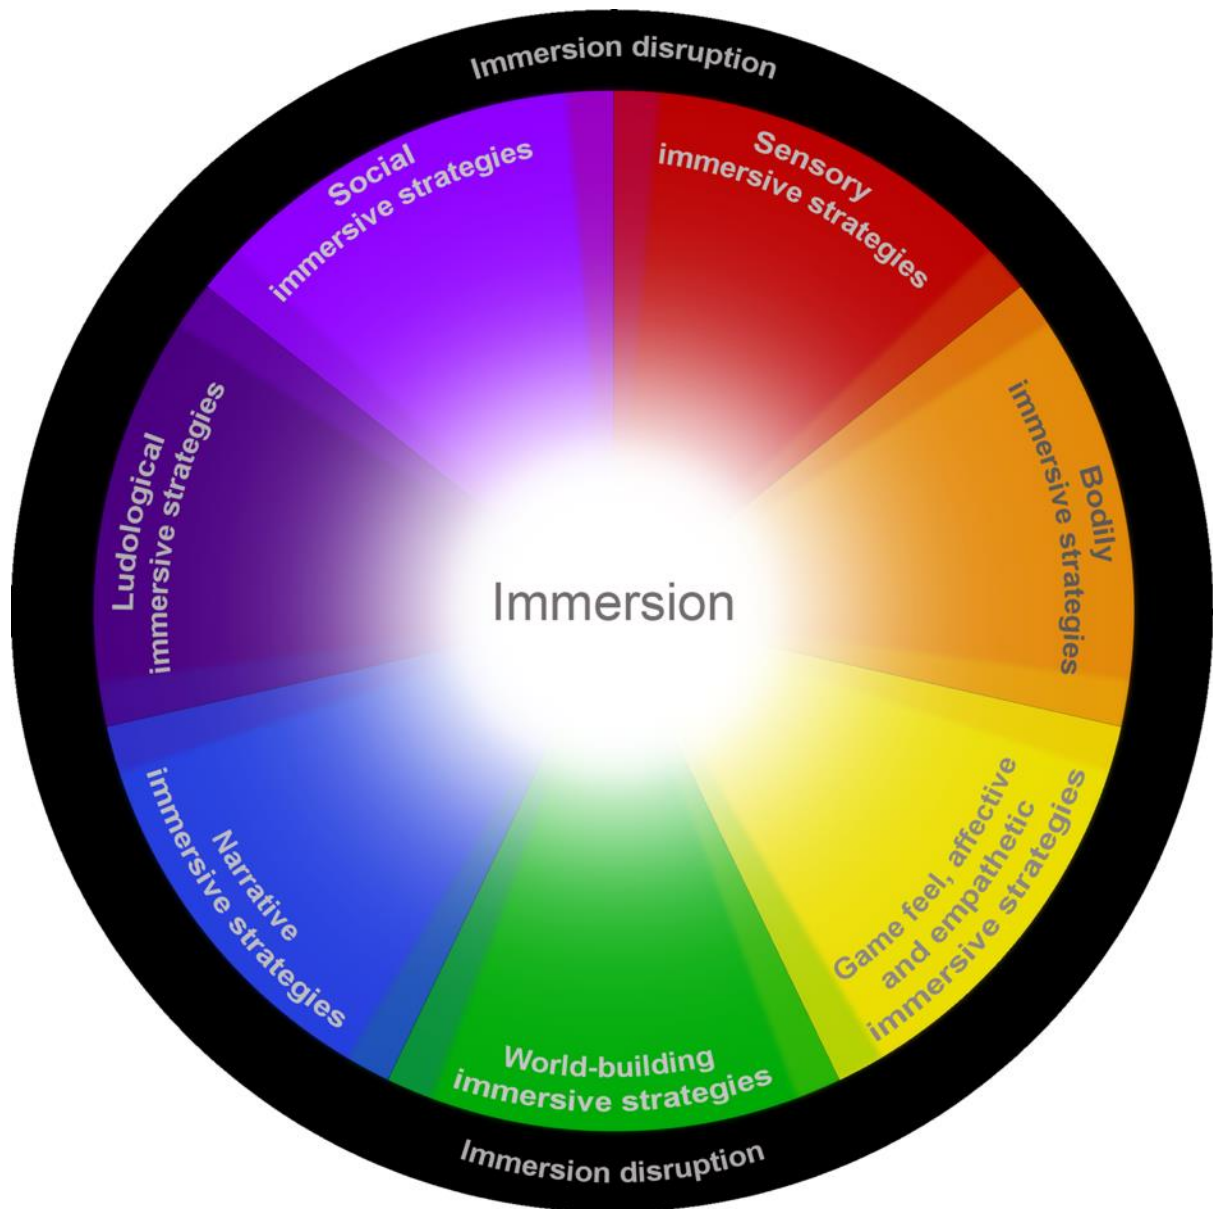 Immersion disruption
Social
immersive strategies
Sensory
immersive strategies
Bodily
immersive strategies
Ludological
immersive strategies
Immersion
Game feel, affective
and empathetic
immersive strategies
Narrative
immersive strategies
World-building
immersive strategies
Immersion disruption